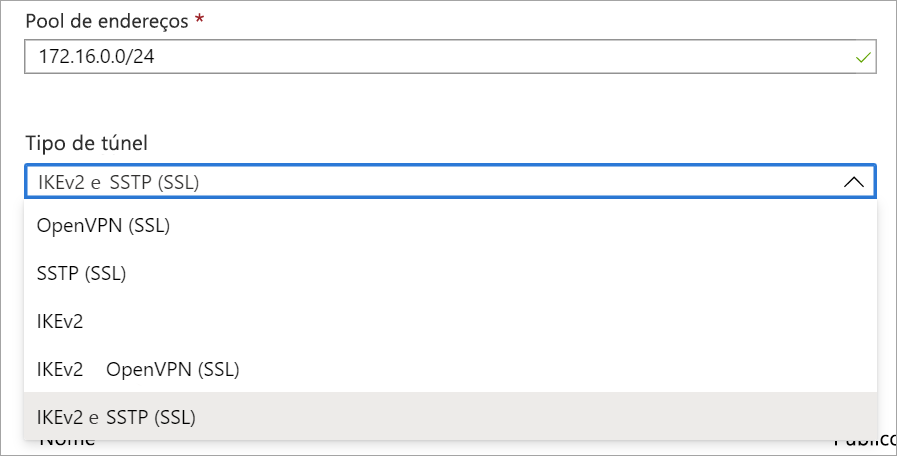 Pool de endereços *
172.16.0.0/24
Tipo de túnel
IKEv2 e SSTP (SSL)
OpenVPN (SSL)
SSTP (SSL)
IKEv2
IKEv2 OpenVPN (SSL)
IKEv2 e SSTP (SSL)
Nome